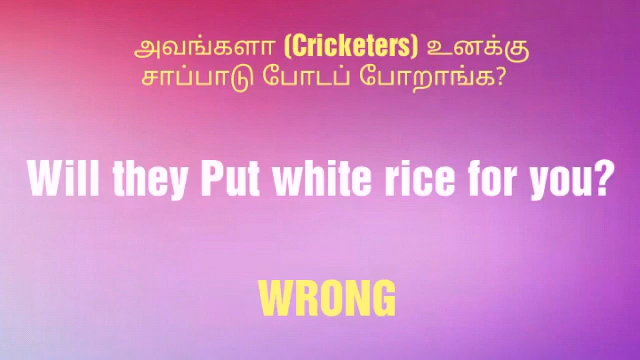 அவங்களா (Cricketers) உனக்கு
சாப்பாடு போடப் போறாங்க?
Will they Put white rice for you?
WRONG